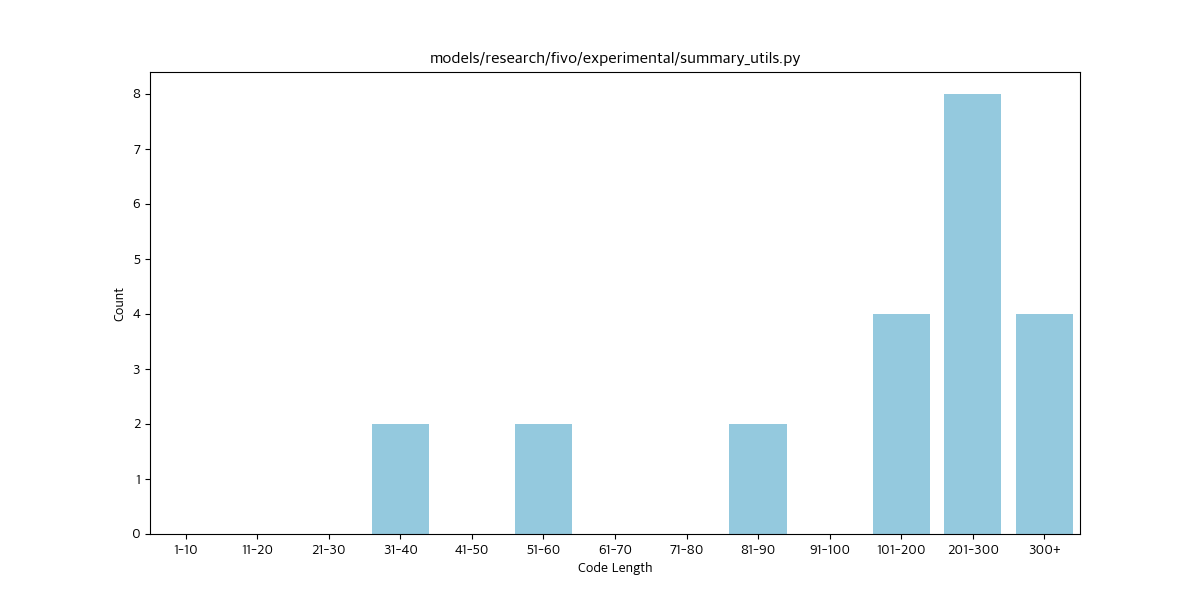 models/research/fivo/experimental/summary_utils.py
8
7
6
5
4
3
2
1
0
Count
1-10 11-20 21-30 31-40 41-50 51-60 61-70 71-80 81-90 91-100 101-200 201-300 300+
Code Length